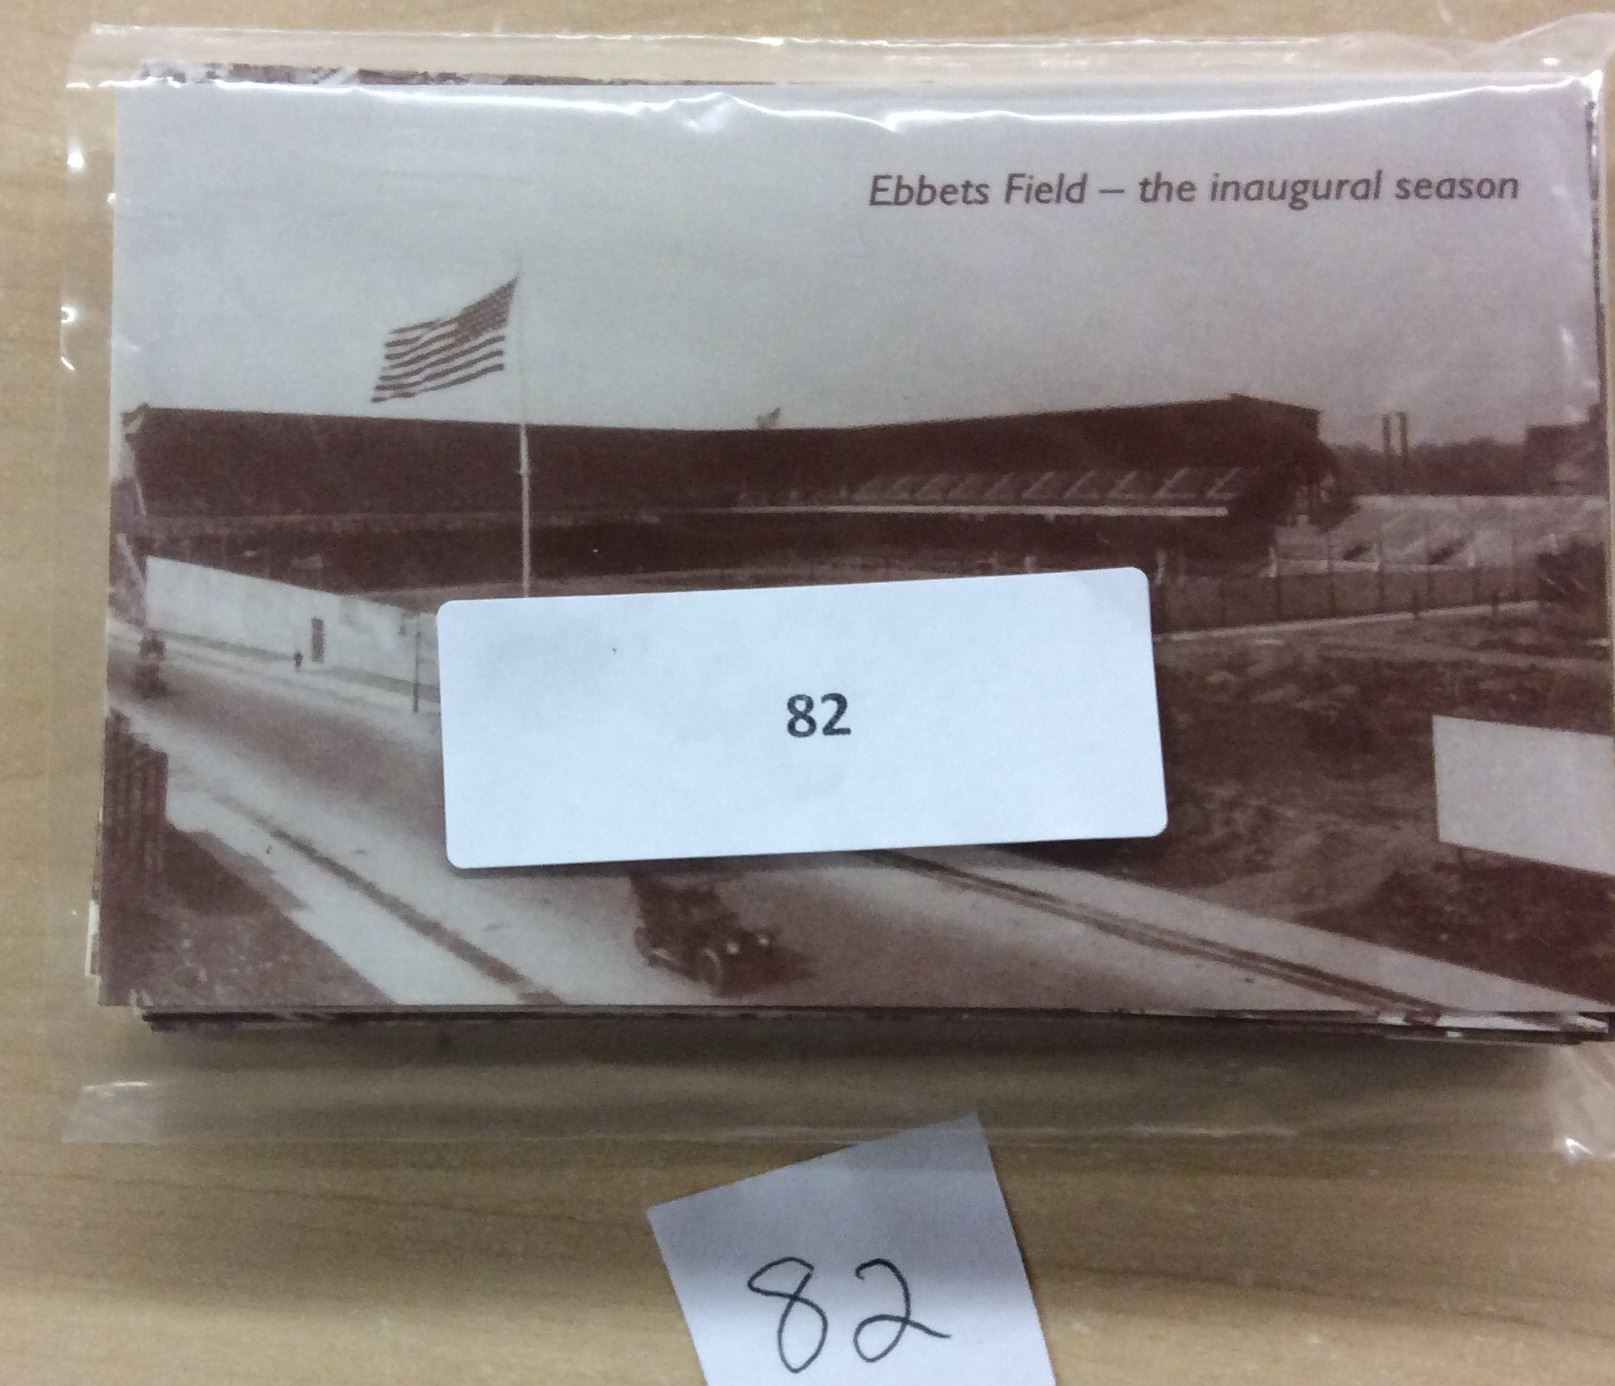 Ebbets Field – the inaugural season
82
82